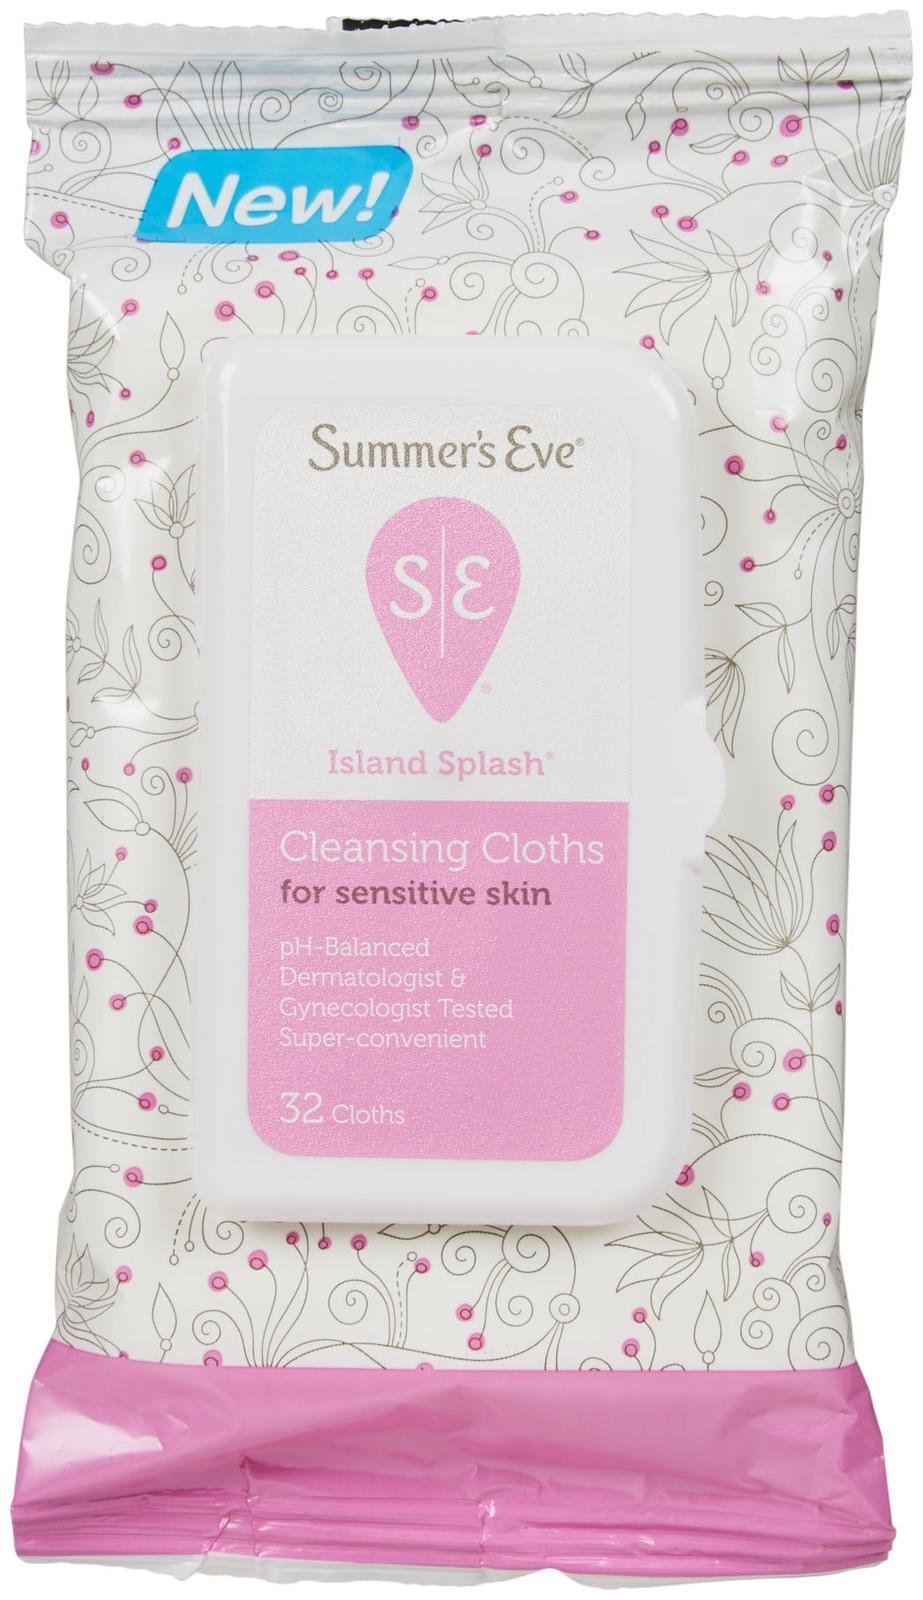 New!
Summer's Eve®
S|E
®
Island Splash®
Cleansing Cloths
for sensitive skin
pH-Balanced
Dermatologist &
Gynecologist Tested
Super-convenient
32 Cloths